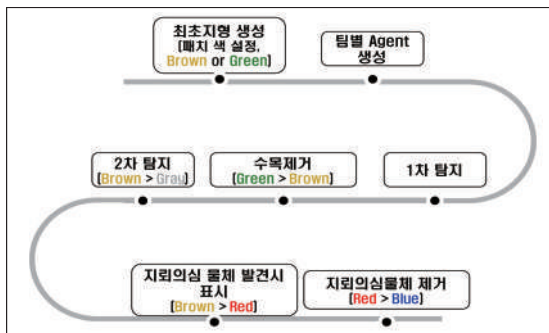 최초지형 생성
[패치 색 설정,
Brown or Green]
팀별 Agent
생성
1차 탐지
수목제거
[Green > Brown]
2차 탐지
[Brown > Gray]
지뢰의심 물체 발견시
표시
[Brown > Red]
지뢰의심물체 제거
[Red > Blue]